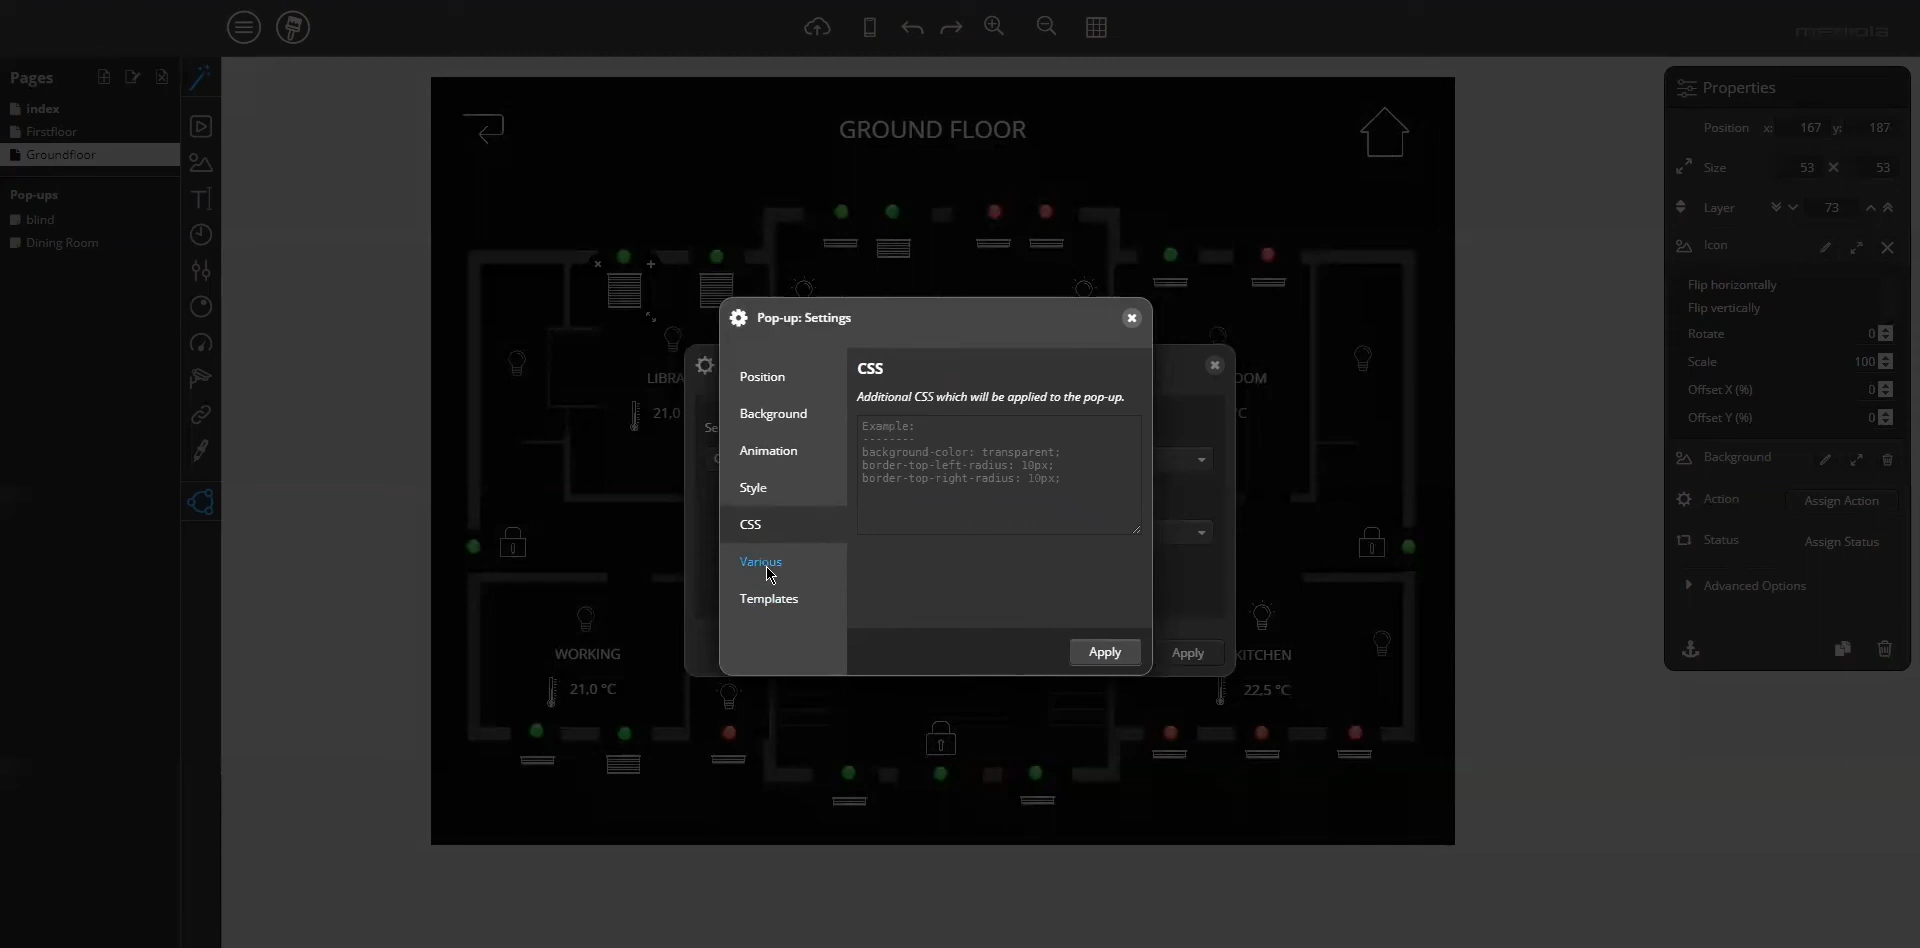 mediola
Pages
index
Firstfloor
Groundfloor
Pop-ups
blind
Dining Room
GROUND FLOOR
LIBRA
21,0
OOM
°C
WORKING
21,0 °C
KITCHEN
22,5 °C
Se
Apply
Pop-up: Settings
Position
Background
Animation
Style
CSS
Various
Templates
CSS
Additional CSS which will be applied to the pop-up.
Example:
--------
background-color: transparent;
border-top-left-radius: 10px;
border-top-right-radius: 10px;
Apply
Properties
Position x: 167 y: 187
Size 53 × 53
Layer 73
Icon
Flip horizontally
Flip vertically
Rotate 0
Scale 100
Offset X (%) 0
Offset Y (%) 0
Background
Action Assign Action
Status Assign Status
Advanced Options